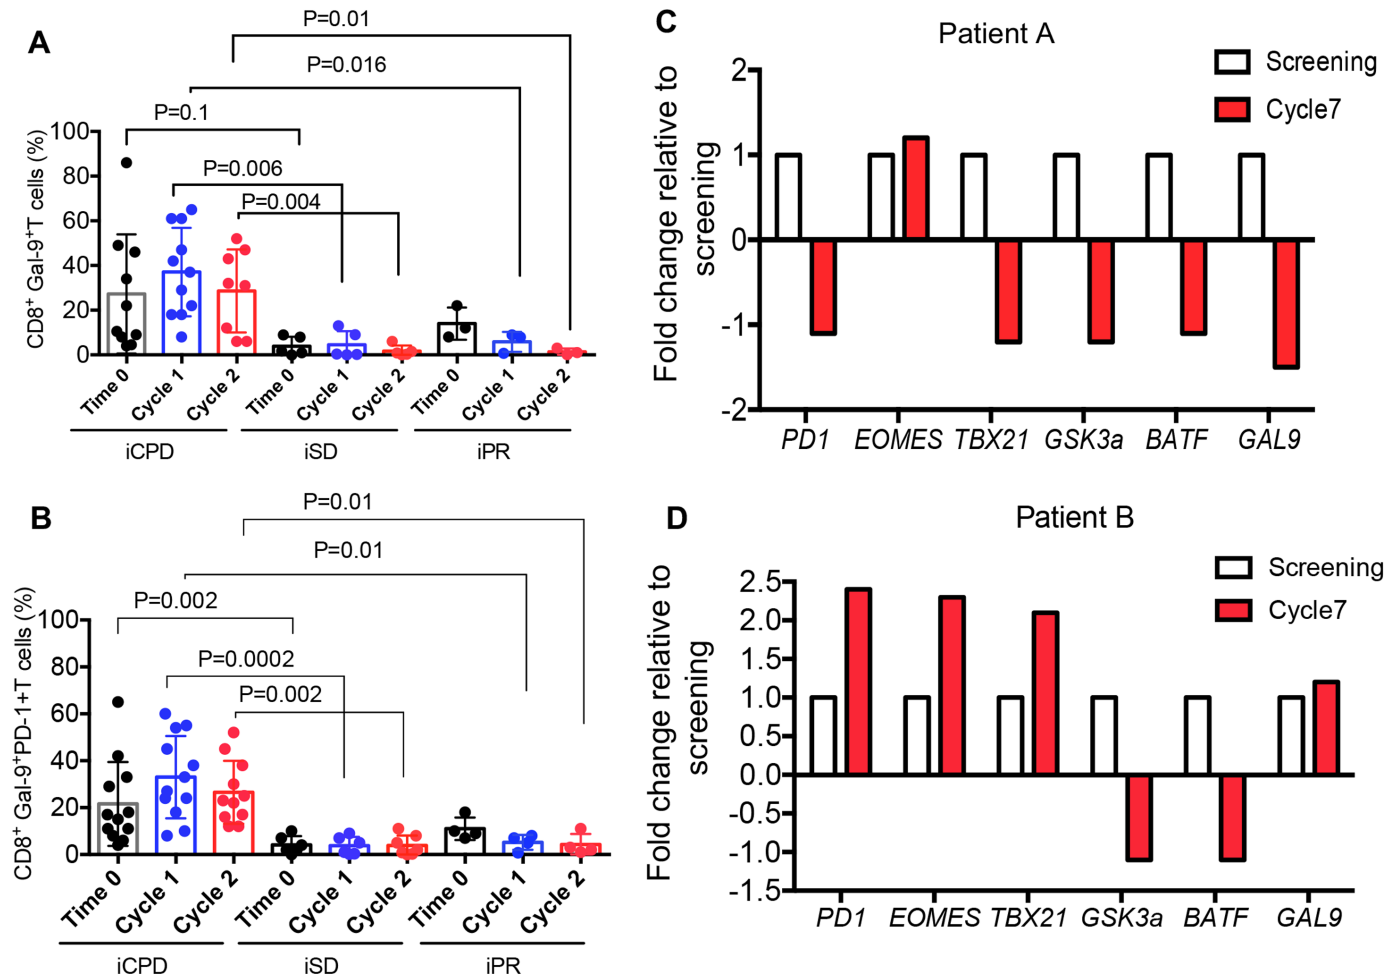 A
P=0.01
P=0.016
P=0.1
P=0.006
P=0.004
CD8+ Gal-9+T cells (%)
100
80
60
40
20
0
Time 0
Cycle 1
Cycle 2
Time 0
Cycle 1
Cycle 2
Time 0
Cycle 1
Cycle 2
iCPD
iSD
iPR
B
P=0.01
P=0.01
P=0.002
P=0.0002
P=0.002
CD8+ Gal-9+PD-1+T cells (%)
100
80
60
40
20
0
Time 0
Cycle 1
Cycle 2
Time 0
Cycle 1
Cycle 2
Time 0
Cycle 1
Cycle 2
iCPD
iSD
iPR
C
Patient A
Screening
Cycle7
Fold change relative to
screening
2
1
0
-1
-2
PD1
EOMES
TBX21
GSK3a
BATF
GAL9
D
Patient B
Screening
Cycle7
Fold change relative to
screening
2.5
2.0
1.5
1.0
0.5
0.0
-0.5
-1.0
-1.5
PD1
EOMES
TBX21
GSK3a
BATF
GAL9